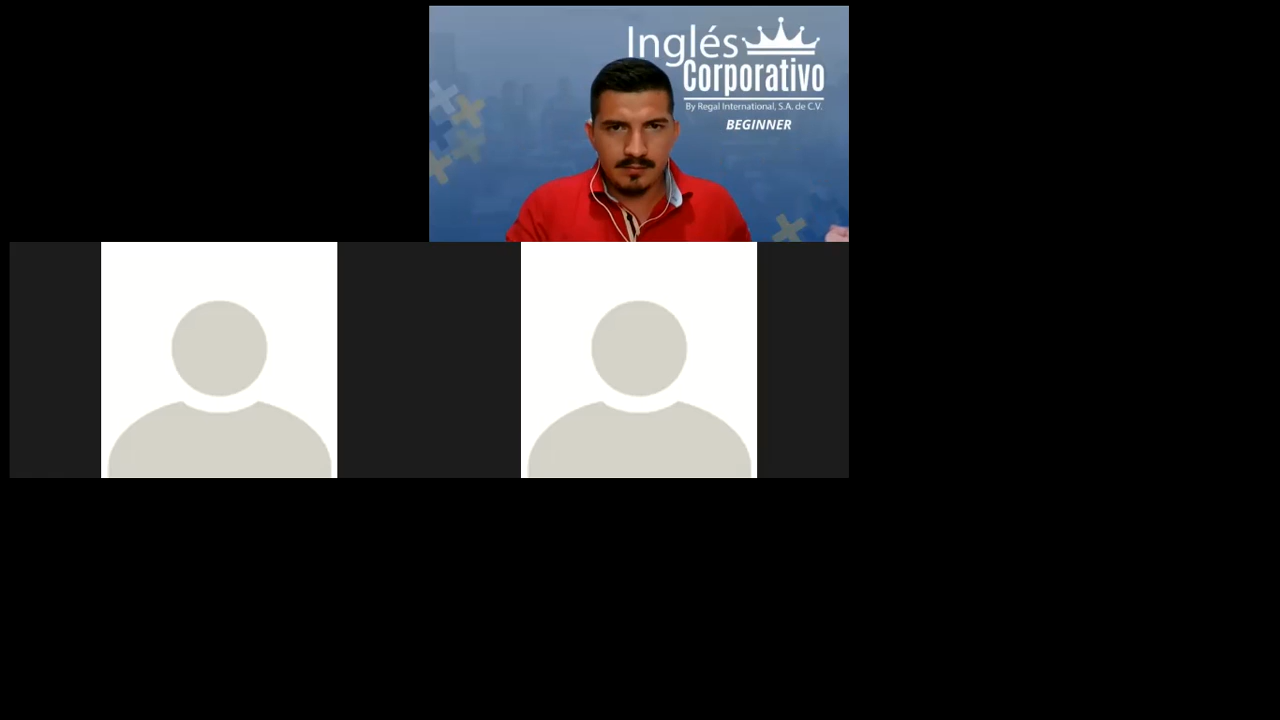 Inglés
Corporativo
By Regal International, S.A. de C.V.
BEGINNER